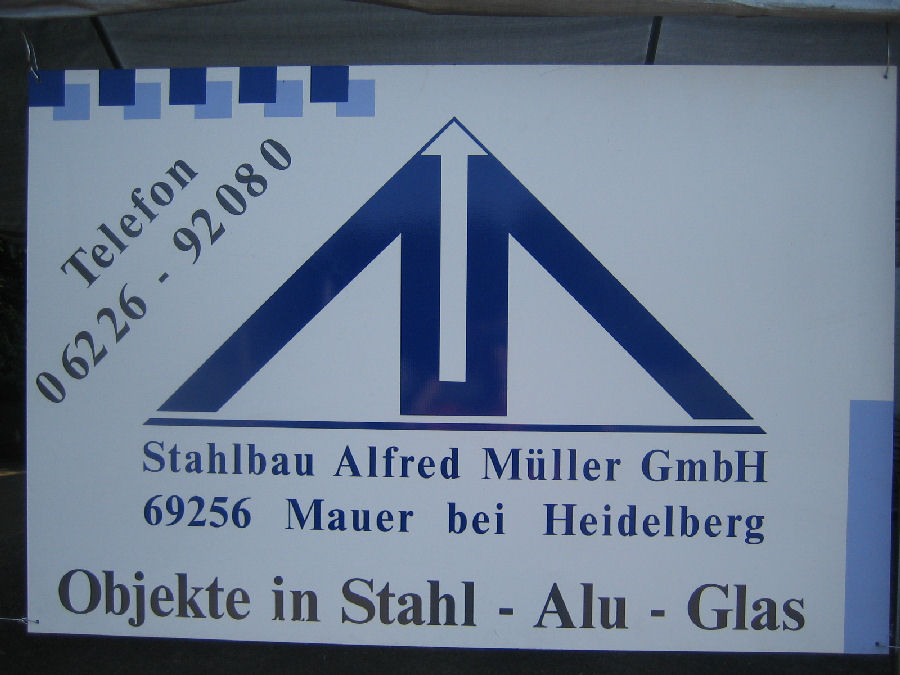 Telefon
06226 - 92080
Stahlbau Alfred Müller GmbH
69256 Mauer bei Heidelberg
Objekte in Stahl - Alu - Glas